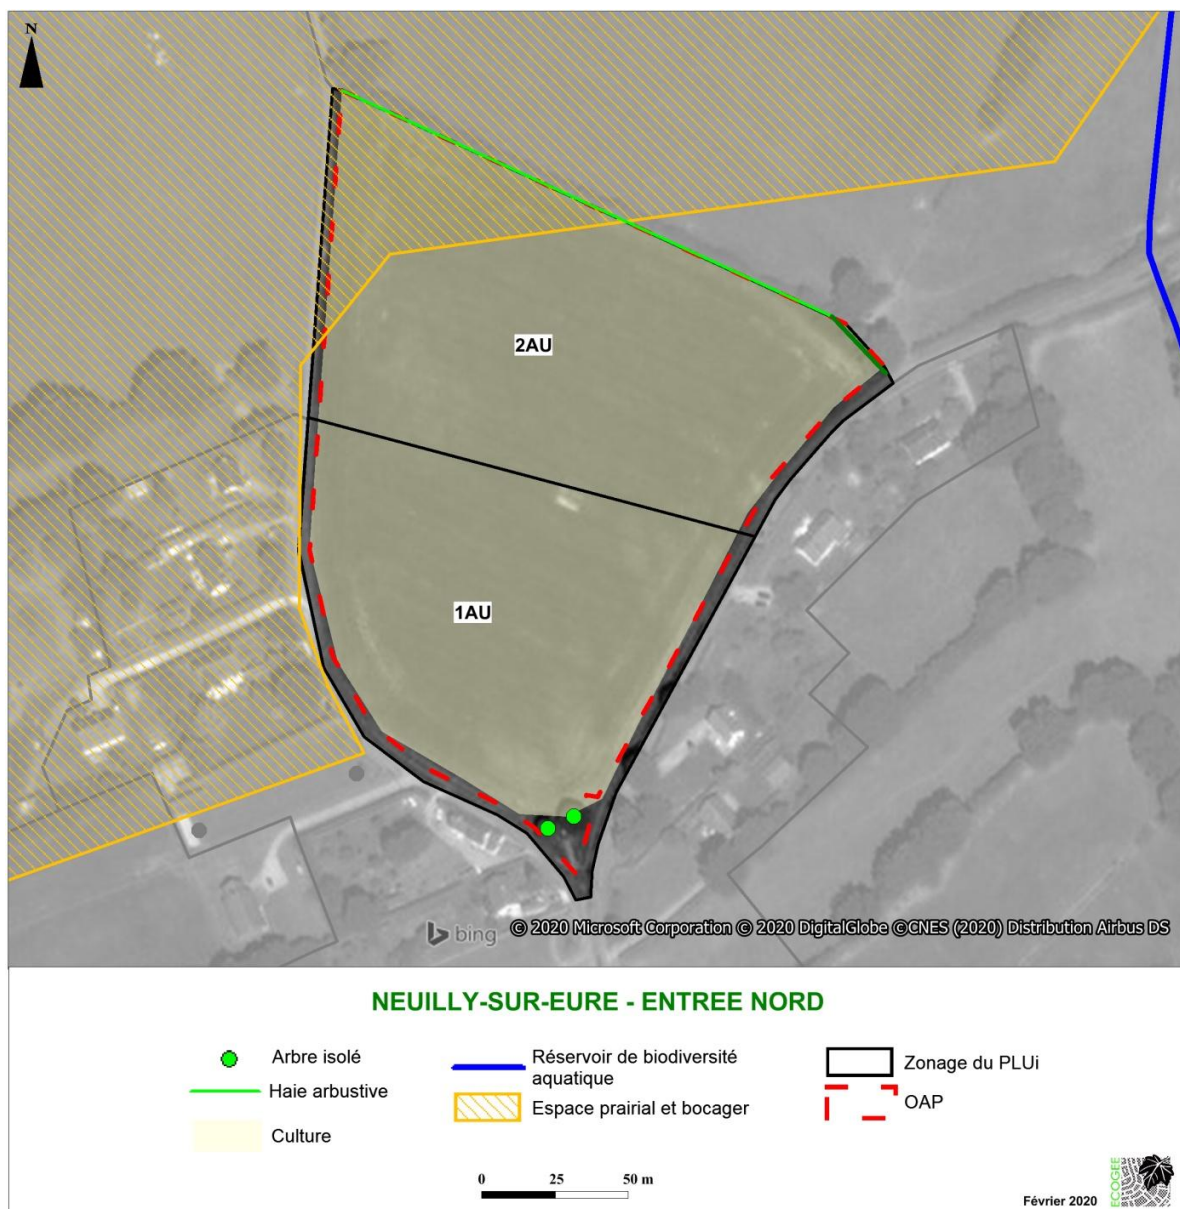 N
2AU
1AU
bing
© 2020 Microsoft Corporation © 2020 DigitalGlobe ©CNES (2020) Distribution Airbus DS
NEUILLY-SUR-EURE - ENTREE NORD
Arbre isolé
Haie arbustive
Culture
Réservoir de biodiversité
aquatique
Espace prairial et bocager
Zonage du PLUi
OAP
0 25 50 m
Février 2020
ECOGEE